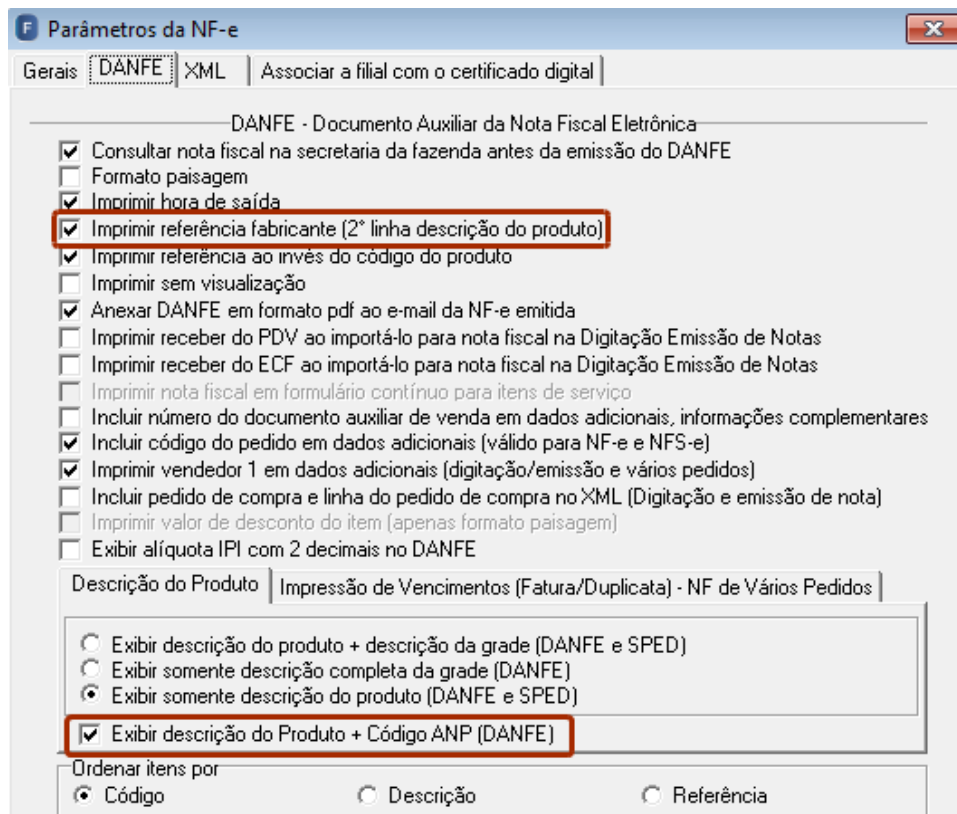 F Parâmetros da NF-e
Gerais DANFE XML Associar a filial com o certificado digital
DANFE - Documento Auxiliar da Nota Fiscal Eletrônica
Consultar nota fiscal na secretaria da fazenda antes da emissão do DANFE
Formato paisagem
Imprimir hora de saída
Imprimir referência fabricante (2° linha descrição do produto)
Imprimir referência ao invés do código do produto
Imprimir sem visualização
Anexar DANFE em formato pdf ao e-mail da NF-e emitida
Imprimir receber do PDV ao importá-lo para nota fiscal na Digitação Emissão de Notas
Imprimir receber do ECF ao importá-lo para nota fiscal na Digitação Emissão de Notas
Imprimir nota fiscal em formulário contínuo para itens de serviço
Incluir número do documento auxiliar de venda em dados adicionais, informações complementares
Incluir código do pedido em dados adicionais (válido para NF-e e NFS-e)
Imprimir vendedor 1 em dados adicionais (digitação/emissão e vários pedidos)
Incluir pedido de compra e linha do pedido de compra no XML (Digitação e emissão de nota)
Imprimir valor de desconto do item (apenas formato paisagem)
Exibir alíquota IPI com 2 decimais no DANFE
Descrição do Produto Impressão de Vencimentos (Fatura/Duplicata) - NF de Vários Pedidos
Exibir descrição do produto + descrição da grade (DANFE e SPED)
Exibir somente descrição completa da grade (DANFE)
Exibir somente descrição do produto (DANFE e SPED)
Exibir descrição do Produto + Código ANP (DANFE)
Ordenar itens por
Código Descrição Referência